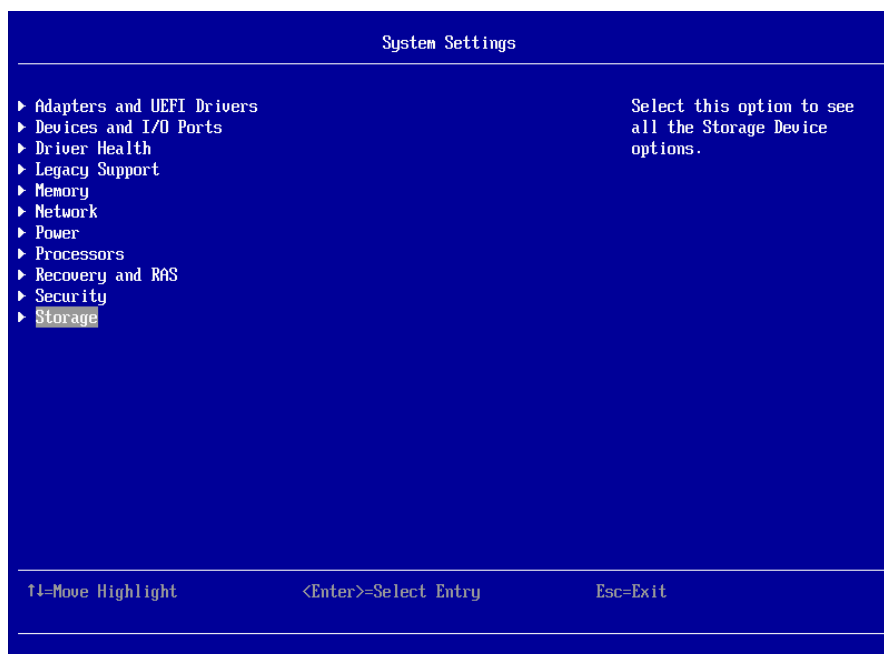 System Settings
Adapters and UEFI Drivers
Devices and I/O Ports
Driver Health
Legacy Support
Memory
Network
Power
Processors
Recovery and RAS
Security
Storage
Select this option to see
all the Storage Device
options.
↑↓=Move Highlight <Enter>=Select Entry Esc=Exit